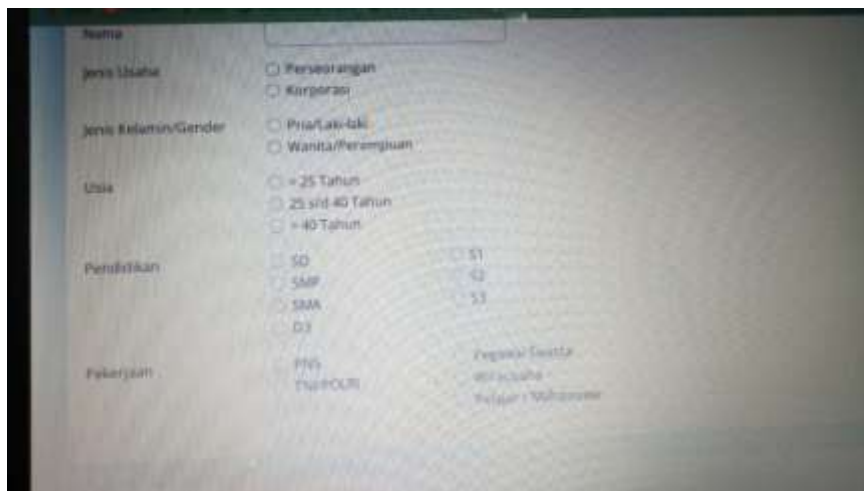 Nama
Jenis Usaha
Perseorangan
Korporasi
Jenis Kelamin/Gender
Pria/Laki-laki
Wanita/Perempuan
Usia
< 25 Tahun
25 s/d 40 Tahun
> 40 Tahun
Pendidikan
SD
SMP
SMA
D3
S1
S2
S3
Pekerjaan
PNS
TNI/POLRI
Pegawai Swasta
Wirausaha
Pelajar / Mahasiswa